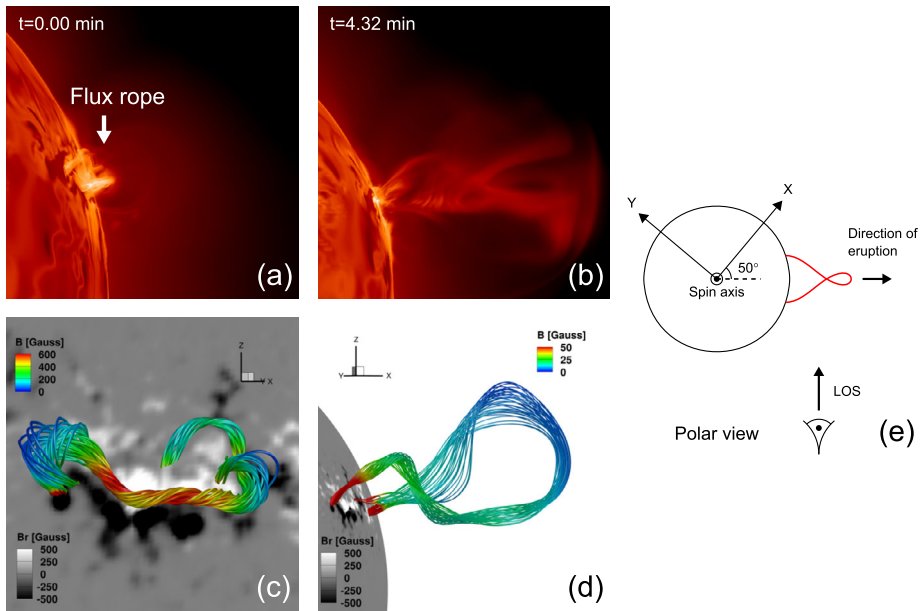 t=0.00 min
Flux rope
(a)
t=4.32 min
(b)
B [Gauss]
600
400
200
0
Z
Y X
Br [Gauss]
500
250
0
-250
-500
(c)
Z
Y X
B [Gauss]
50
25
0
Br [Gauss]
500
250
0
-250
-500
(d)
Y
X
50°
Spin axis
Direction of
eruption
LOS
Polar view
(e)